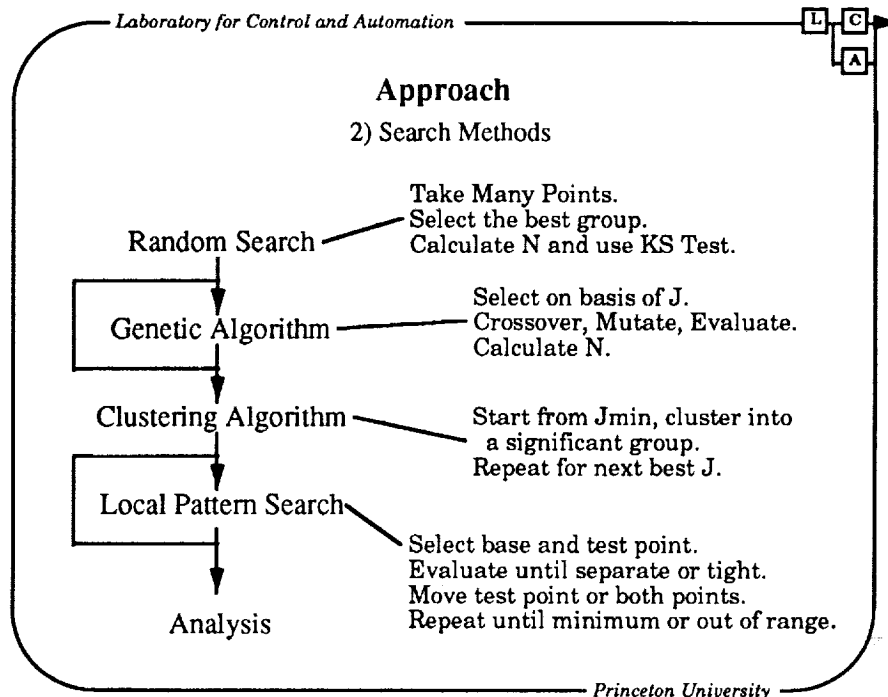 Laboratory for Control and Automation
L C
A
Approach
2) Search Methods
Take Many Points.
Select the best group.
Calculate N and use KS Test.
Random Search
Select on basis of J.
Crossover, Mutate, Evaluate.
Calculate N.
Genetic Algorithm
Clustering Algorithm
Start from Jmin, cluster into
a significant group.
Repeat for next best J.
Local Pattern Search
Select base and test point.
Evaluate until separate or tight.
Move test point or both points.
Repeat until minimum or out of range.
Analysis
Princeton University